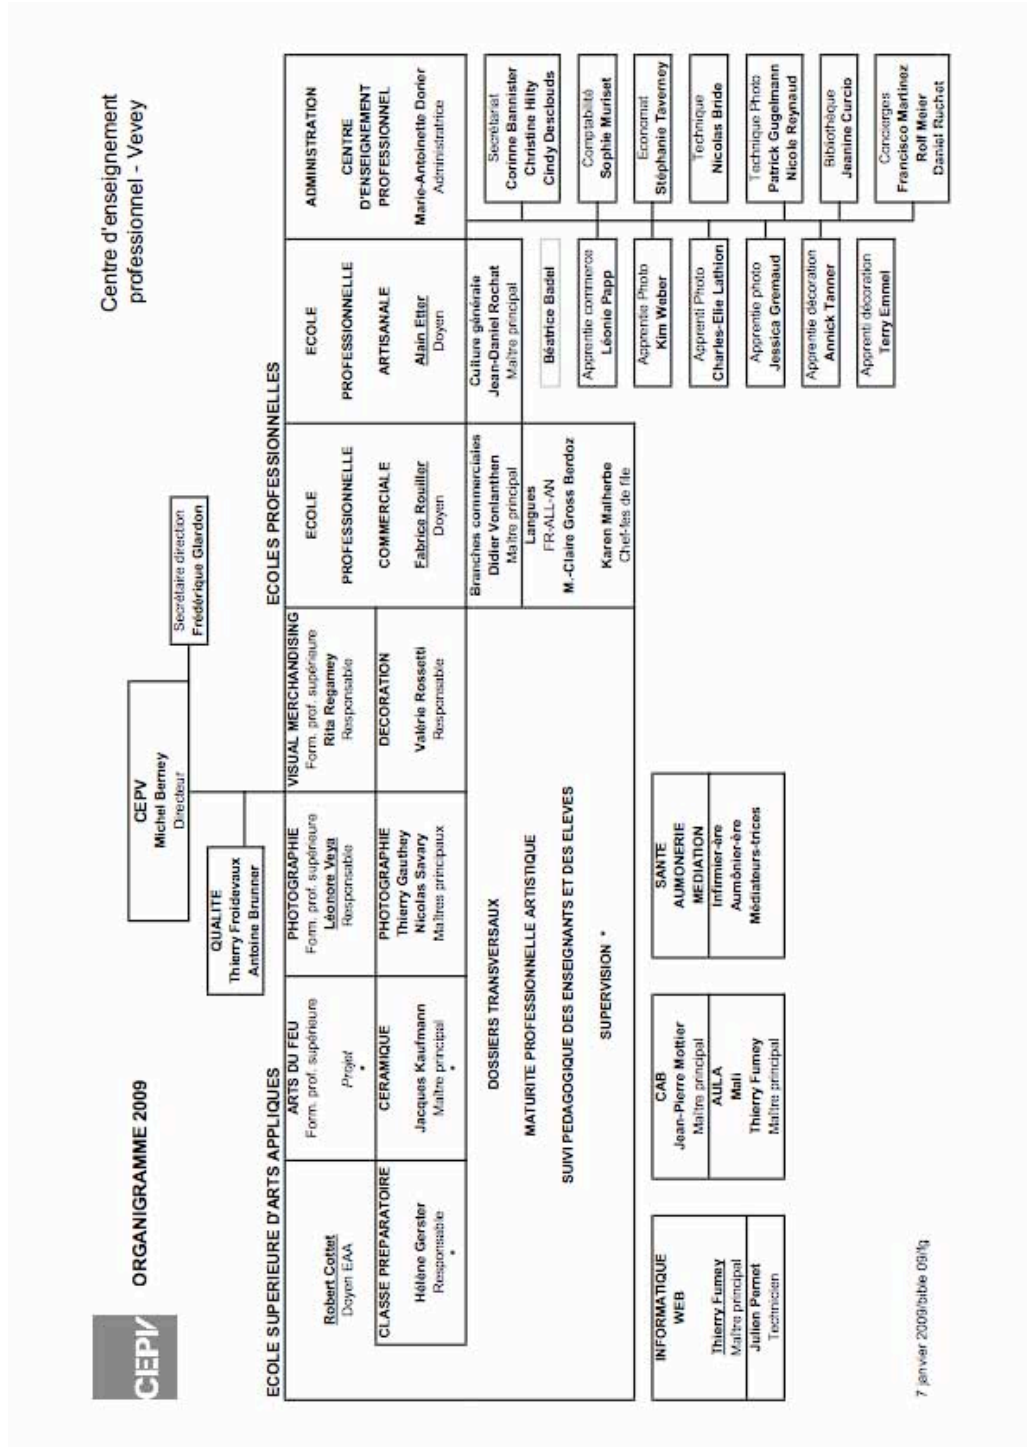 CEPV
ORGANIGRAMME 2009
Centre d'enseignement
professionnel - Vevey
CEPV
Michel Berney
Directeur
Secrétaire direction
Frédérique Glardon
QUALITE
Thierry Froidevaux
Antoine Brunner
ECOLE SUPERIEURE D'ARTS APPLIQUES
ECOLES PROFESSIONNELLES
Robert Cottet
Doyen EAA
ARTS DU FEU
Form. prof. supérieure
Projet
*
PHOTOGRAPHIE
Form. prof. supérieure
Léonore Veya
Responsable
VISUAL MERCHANDISING
Form. prof. supérieure
Rita Regamey
Responsable
CLASSE PREPARATOIRE
Hélène Gerster
Responsable
*
CERAMIQUE
Jacques Kaufmann
Maître principal
*
PHOTOGRAPHIE
Thierry Gauthey
Nicolas Savary
Maîtres principaux
DECORATION
Valérie Rossetti
Responsable
ECOLE
PROFESSIONNELLE
COMMERCIALE
Fabrice Rouiller
Doyen
ECOLE
PROFESSIONNELLE
ARTISANALE
Alain Etter
Doyen
ADMINISTRATION
CENTRE
D'ENSEIGNEMENT
PROFESSIONNEL
Marie-Antoinette Dorier
Administratrice
DOSSIERS TRANSVERSAUX
MATURITE PROFESSIONNELLE ARTISTIQUE
SUIVI PEDAGOGIQUE DES ENSEIGNANTS ET DES ELEVES
SUPERVISION *
Branches commerciales
Didier Vonlanthen
Maître principal
Langues
FR-ALL-AN
M.-Claire Gross Berdoz
Karen Malherbe
Chef-fes de file
Culture générale
Jean-Daniel Rochat
Maître principal
Béatrice Badel
Apprentie commerce
Léonie Papp
Apprentie Photo
Kim Weber
Apprenti Photo
Charles-Elie Lathion
Apprentie photo
Jessica Gremaud
Apprentie décoration
Annick Tanner
Apprenti décoration
Terry Emmel
Secrétariat
Corinne Bannister
Christine Hilty
Cindy Desclouds
Comptabilité
Sophie Muriset
Economat
Stéphanie Taverney
Technique
Nicolas Bride
Technique Photo
Patrick Gugelmann
Nicole Reynaud
Bibliothèque
Jeanine Curcio
Concierges
Francisco Martinez
Rolf Meier
Daniel Ruchet
INFORMATIQUE
WEB
Thierry Fumey
Maître principal
Julien Pernet
Technicien
CAB
Jean-Pierre Mottier
Maître principal
AULA
Mali
Thierry Fumey
Maître principal
SANTE
AUMONERIE
MEDIATION
Infirmier-ère
Aumônier-ère
Médiateurs-trices
7 janvier 2009/bible 09/fg